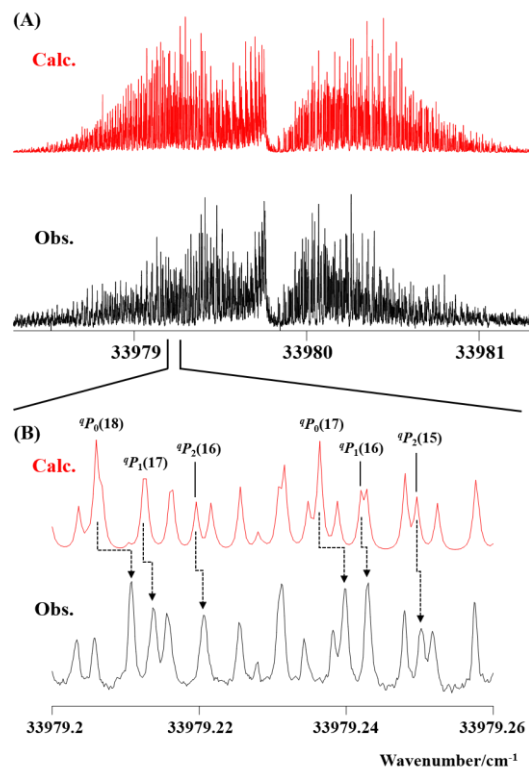 (A)
Calc.
Obs.
33979 33980 33981
(B)
qP0(18) qP1(17) qP2(16) qP0(17) qP1(16) qP2(15)
Calc.
Obs.
33979.2 33979.22 33979.24 33979.26
Wavenumber/cm-1